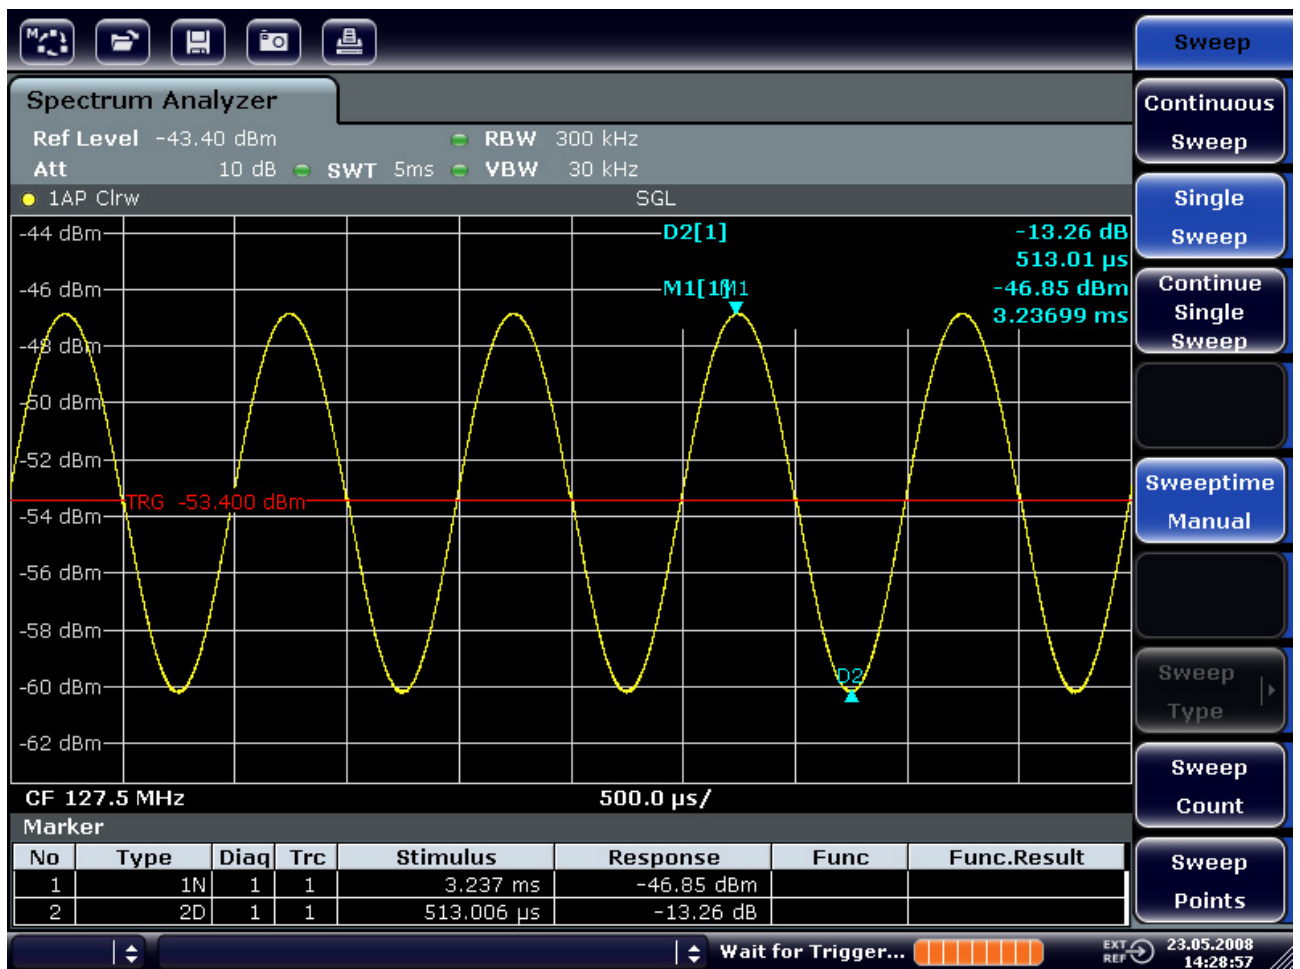 Spectrum Analyzer
Ref Level -43.40 dBm RBW 300 kHz
Att 10 dB SWT 5ms VBW 30 kHz
1AP Clrw SGL
-44 dBm D2[1] -13.26 dB
513.01 µs
-46 dBm M1[1] M1 -46.85 dBm
3.23699 ms
-48 dBm
-50 dBm
-52 dBm
TRG -53.400 dBm
-54 dBm
-56 dBm
-58 dBm
D2
-60 dBm
-62 dBm
CF 127.5 MHz 500.0 µs/
Marker
No Type Diag Trc Stimulus Response Func Func.Result
1 1N 1 1 3.237 ms -46.85 dBm
2 2D 1 1 513.006 µs -13.26 dB
Wait for Trigger... EXT REF 23.05.2008
14:28:57
Sweep
Continuous
Sweep
Single
Sweep
Continue
Single
Sweep
Sweeptime
Manual
Sweep
Type
Sweep
Count
Sweep
Points
M